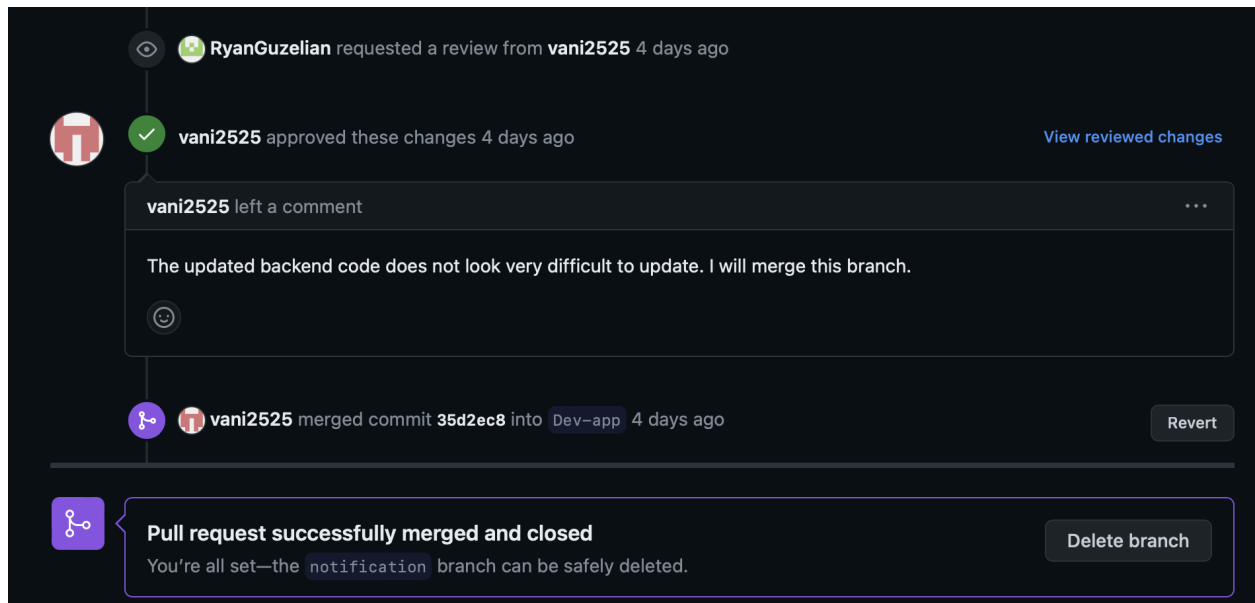 RyanGuzelian requested a review from vani2525 4 days ago
vani2525 approved these changes 4 days ago View reviewed changes
vani2525 left a comment ...
The updated backend code does not look very difficult to update. I will merge this branch.
vani2525 merged commit 35d2ec8 into Dev-app 4 days ago Revert
Pull request successfully merged and closed
You’re all set—the notification branch can be safely deleted.
Delete branch